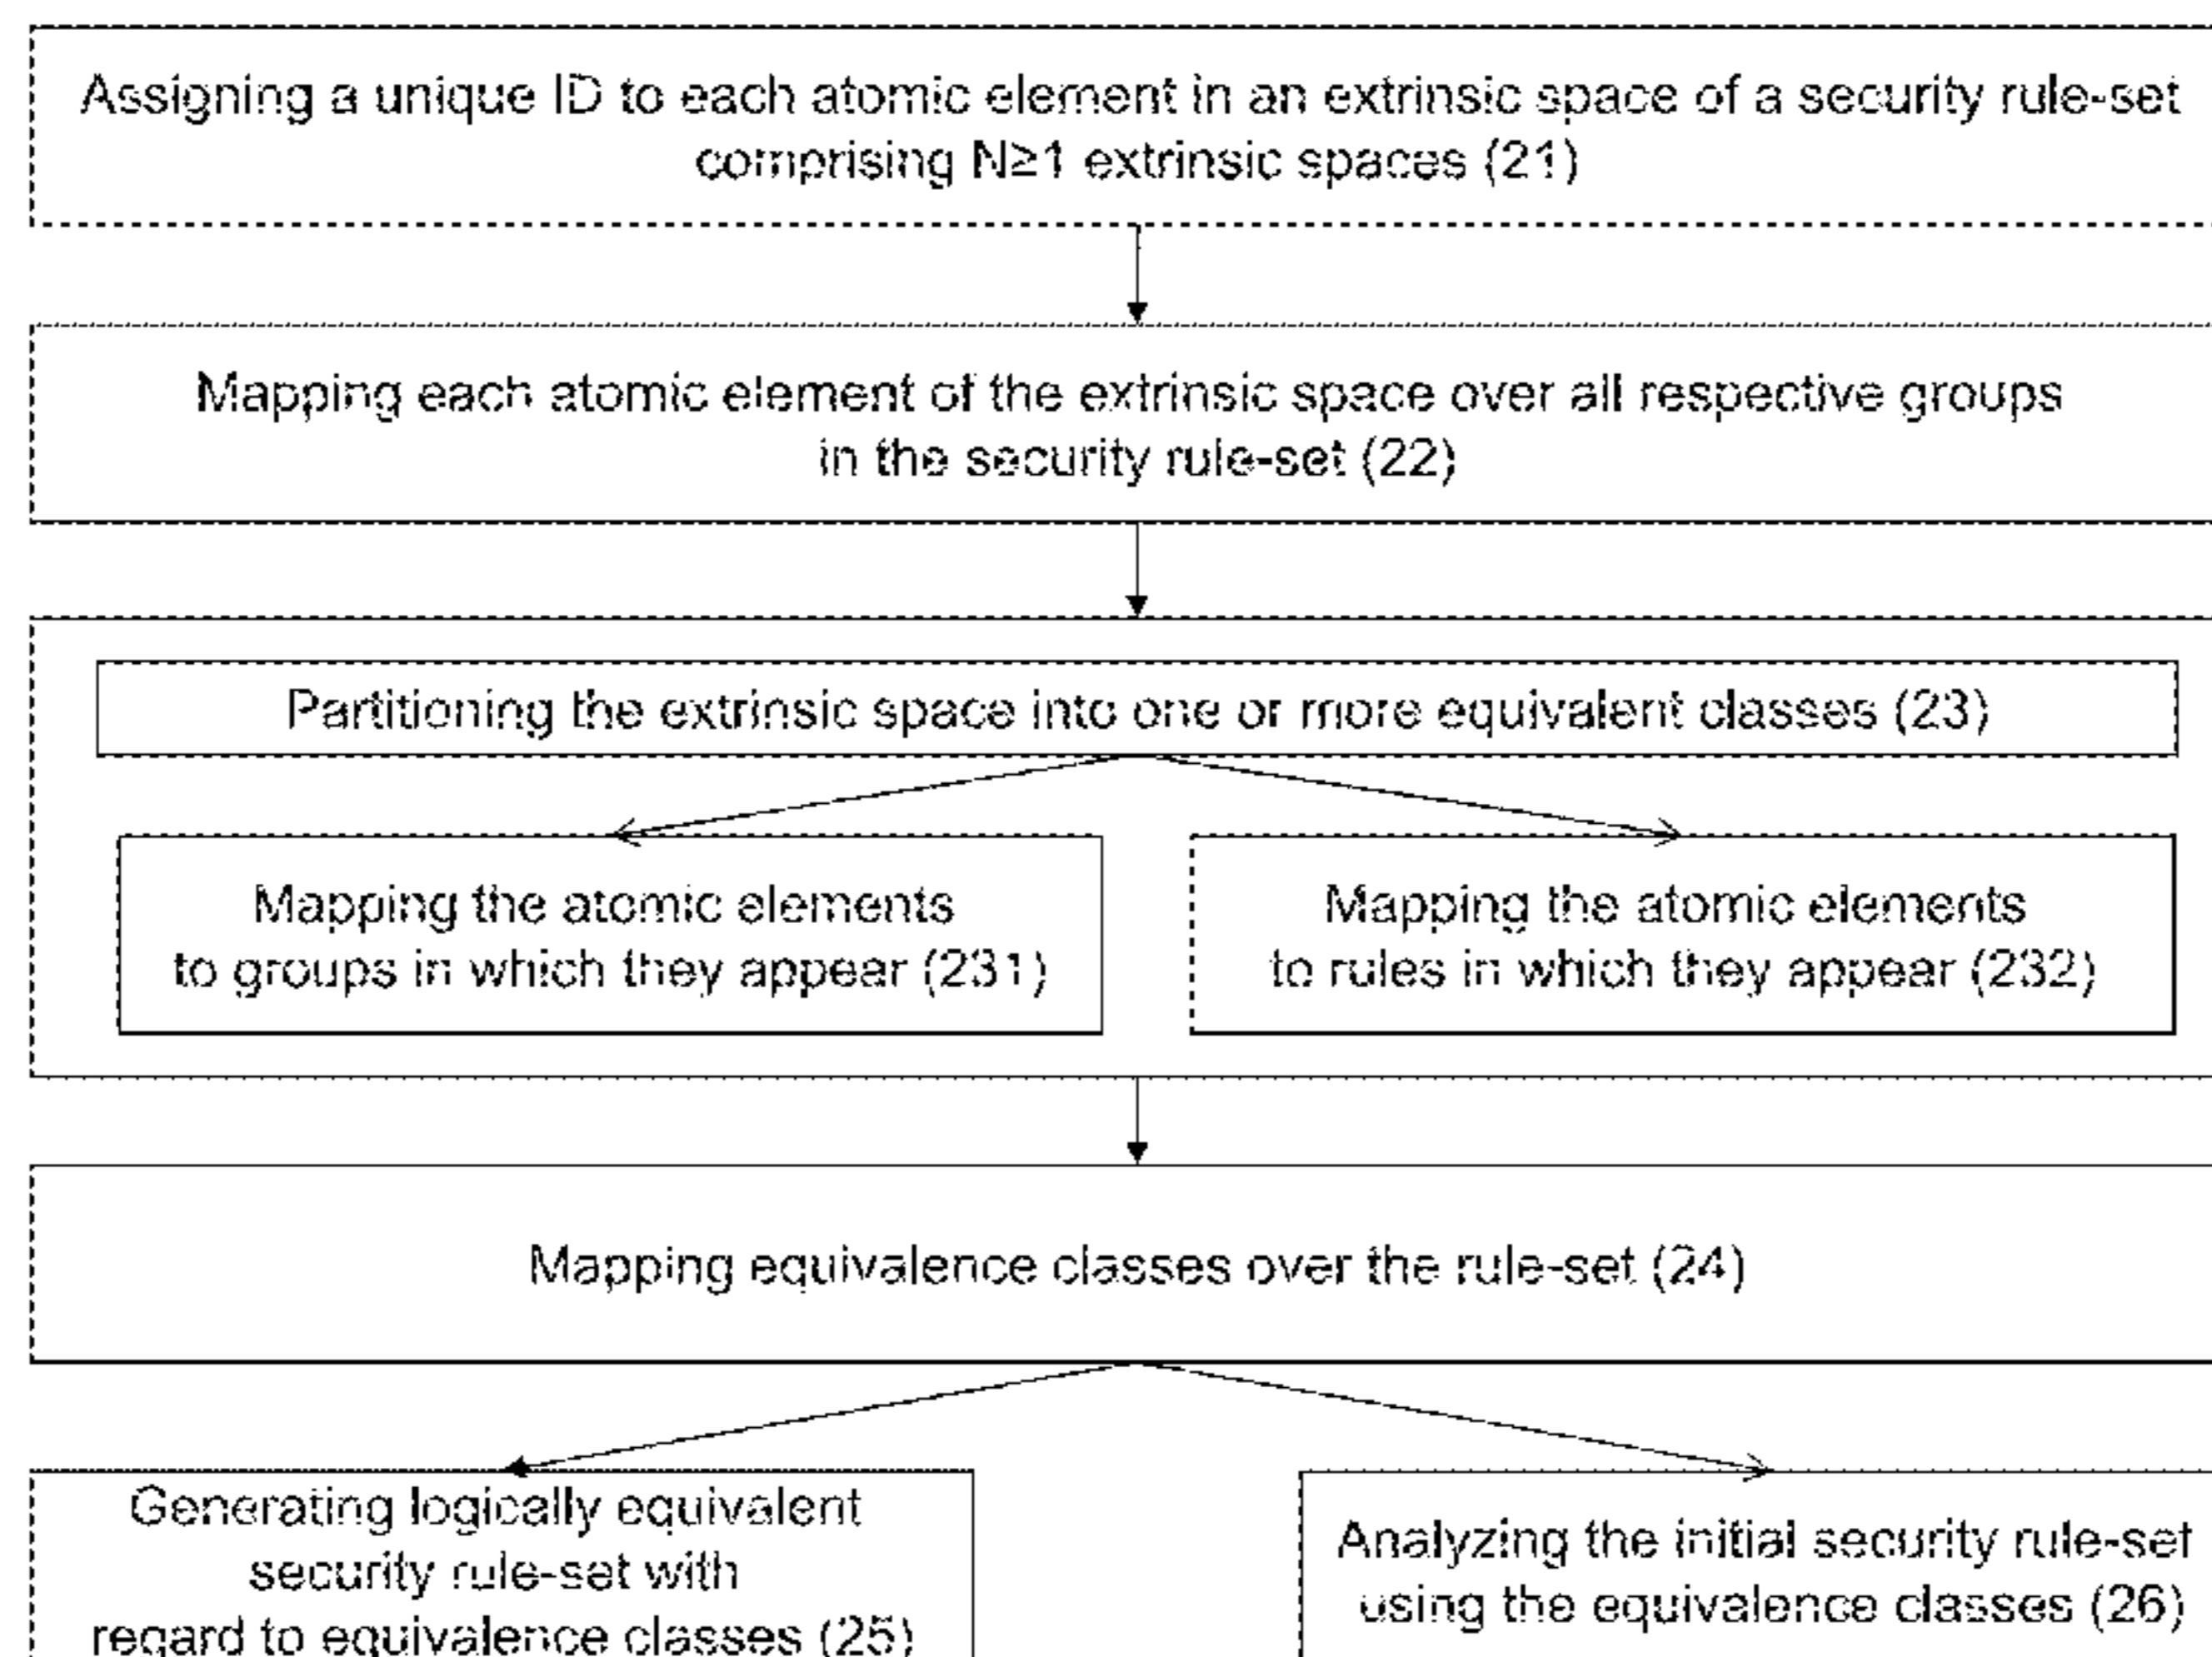 Assigning a unique ID to each atomic element in an extrinsic space of a security rule-set
comprising N≥1 extrinsic spaces (21)
Mapping each atomic element of the extrinsic space over all respective groups
in the security rule-set (22)
Partitioning the extrinsic space into one or more equivalent classes (23)
Mapping the atomic elements
to groups in which they appear (231)
Mapping the atomic elements
to rules in which they appear (232)
Mapping equivalence classes over the rule-set (24)
Generating logically equivalent
security rule-set with
regard to equivalence classes (25)
Analyzing the initial security rule-set
using the equivalence classes (26)